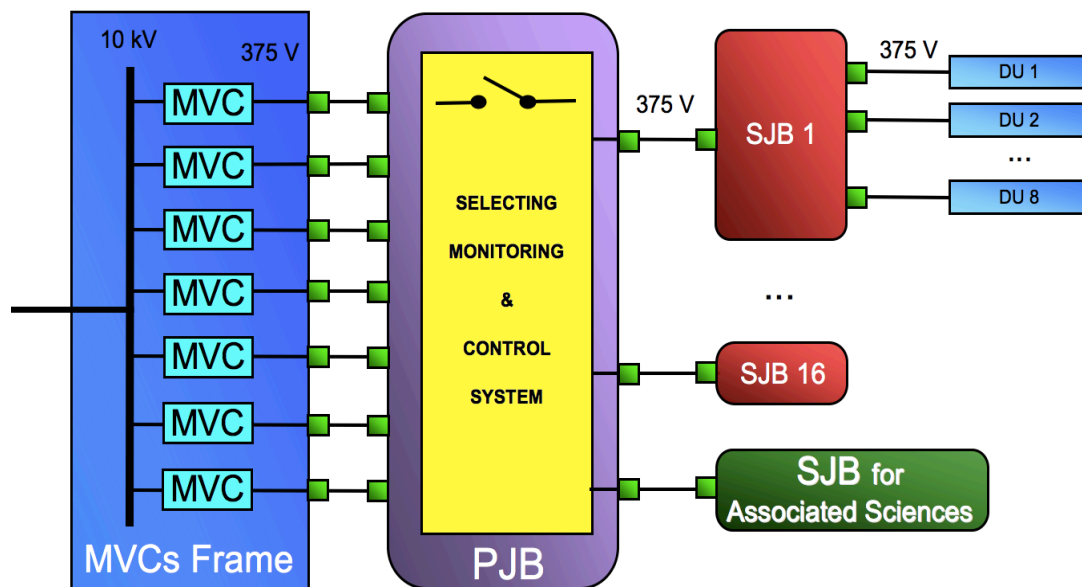 10 kV
375 V
MVC
MVC
MVC
MVC
MVC
MVC
MVC
MVCs Frame
SELECTING
MONITORING
&
CONTROL
SYSTEM
PJB
375 V
SJB 1
...
SJB 16
SJB for
Associated Sciences
375 V
DU 1
DU 2
...
DU 8